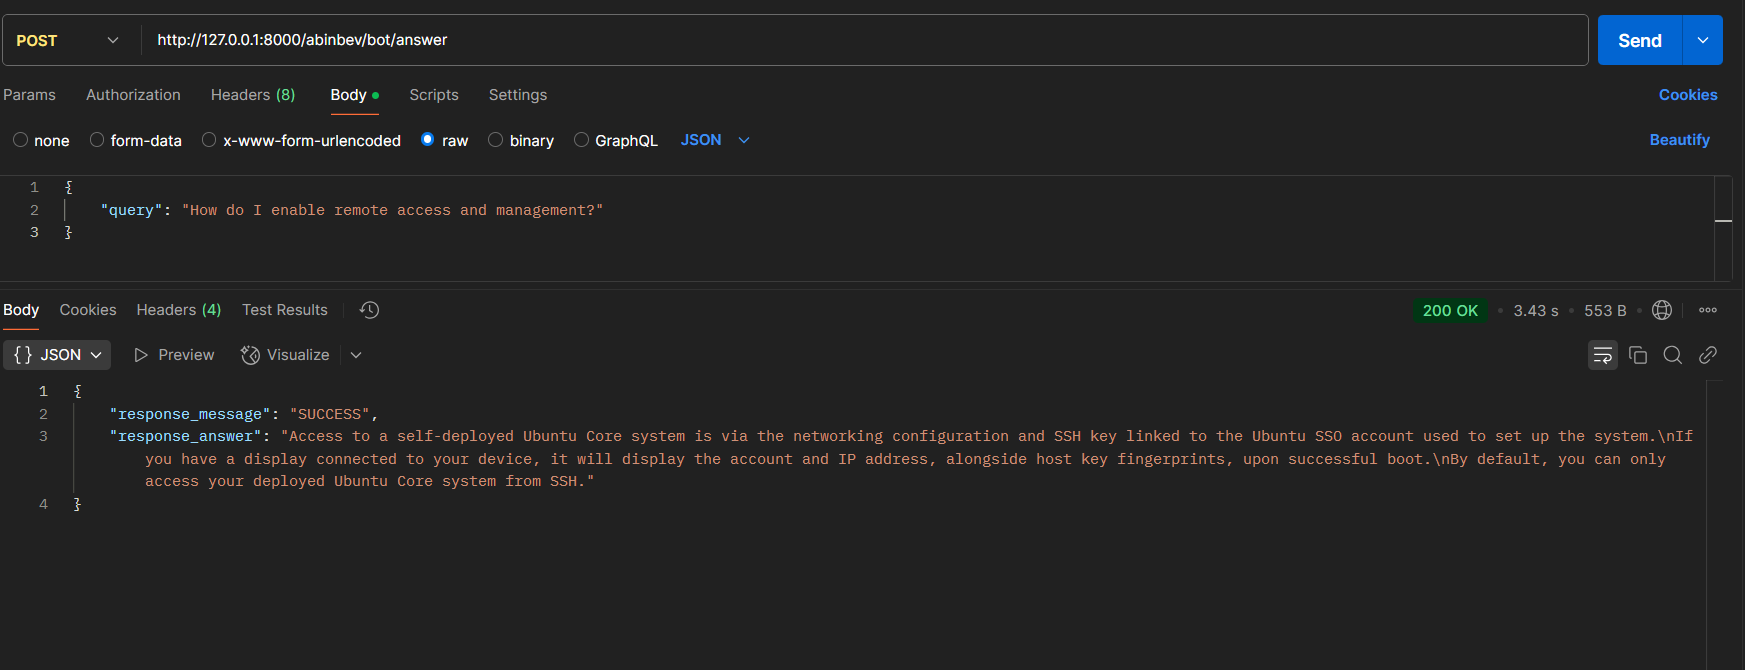 POST http://127.0.0.1:8000/abinbev/bot/answer Send
Params Authorization Headers (8) Body Scripts Settings Cookies
none form-data x-www-form-urlencoded raw binary GraphQL JSON Beautify
1 {
2 "query": "How do I enable remote access and management?"
3 }
Body Cookies Headers (4) Test Results 200 OK • 3.43 s • 553 B •
{} JSON Preview Visualize
1 {
2 "response_message": "SUCCESS",
3 "response_answer": "Access to a self-deployed Ubuntu Core system is via the networking configuration and SSH key linked to the Ubuntu SSO account used to set up the system.\nIf
you have a display connected to your device, it will display the account and IP address, alongside host key fingerprints, upon successful boot.\nBy default, you can only
access your deployed Ubuntu Core system from SSH."
4 }